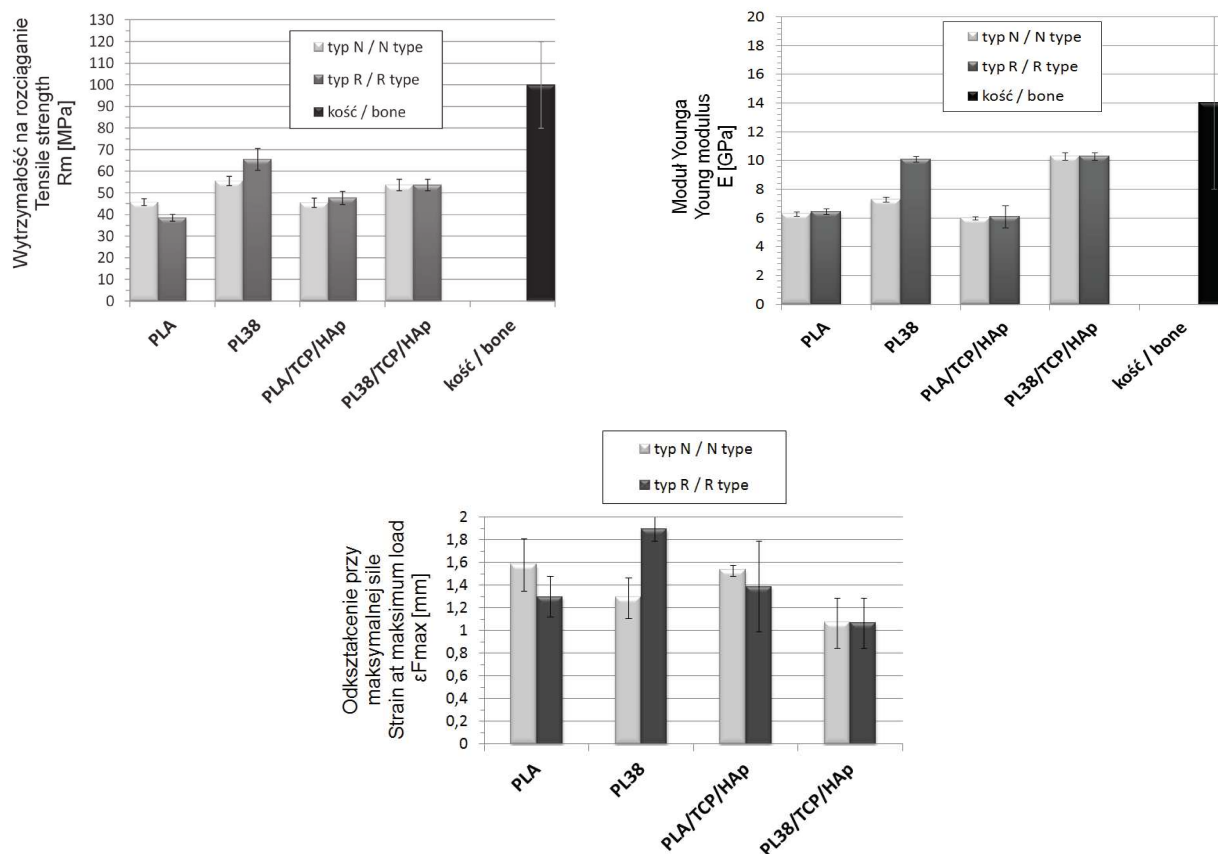 Wytrzymałość na rozciąganie
Tensile strength
Rm [MPa]
130
120
110
100
90
80
70
60
50
40
30
20
10
0
typ N / N type
typ R / R type
kość / bone
PLA
PL38
PLA/TCP/HAp
PL38/TCP/HAp
kość / bone
Moduł Younga
Young modulus
E [GPa]
20
18
16
14
12
10
8
6
4
2
0
typ N / N type
typ R / R type
kość / bone
PLA
PL38
PLA/TCP/HAp
PL38/TCP/HAp
kość / bone
typ N / N type
typ R / R type
Odkształcenie przy
maksymalnej sile
Strain at maksimum load
εFmax [mm]
2
1,8
1,6
1,4
1,2
1
0,8
0,6
0,4
0,2
0
PLA
PL38
PLA/TCP/HAp
PL38/TCP/HAp